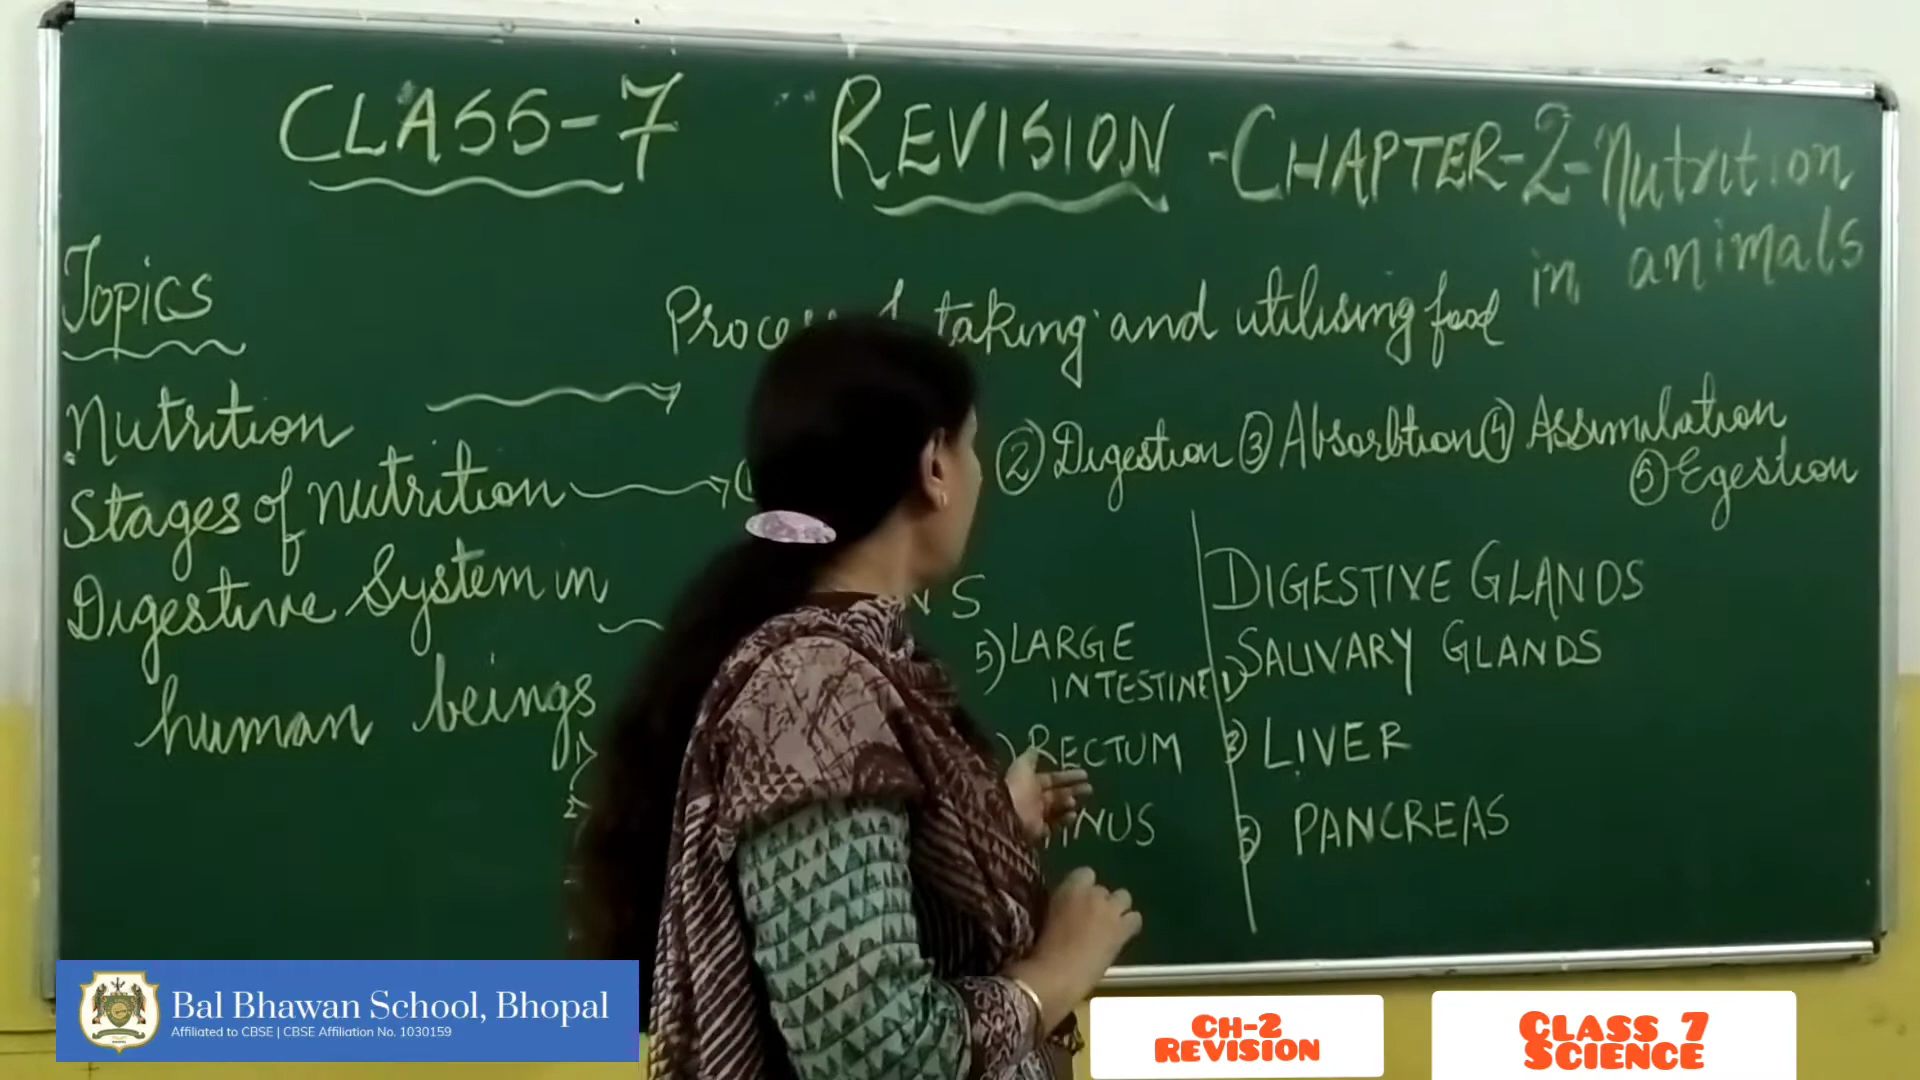 CLASS-7 REVISION - CHAPTER-2-Nutrition
in animals
Topics
Process taking and utilising food
Nutrition
Stages of nutrition ② Digestion ③ Absorbtion ④ Assimilation
⑤ Egestion
Digestive System in
human beings
5) LARGE
INTESTINE
RECTUM
DIGESTIVE GLANDS
1) SALIVARY GLANDS
2) LIVER
3) PANCREAS
Bal Bhawan School, Bhopal
Affiliated to CBSE | CBSE Affiliation No. 1030159
CH-2
REVISION
CLASS 7
SCIENCE